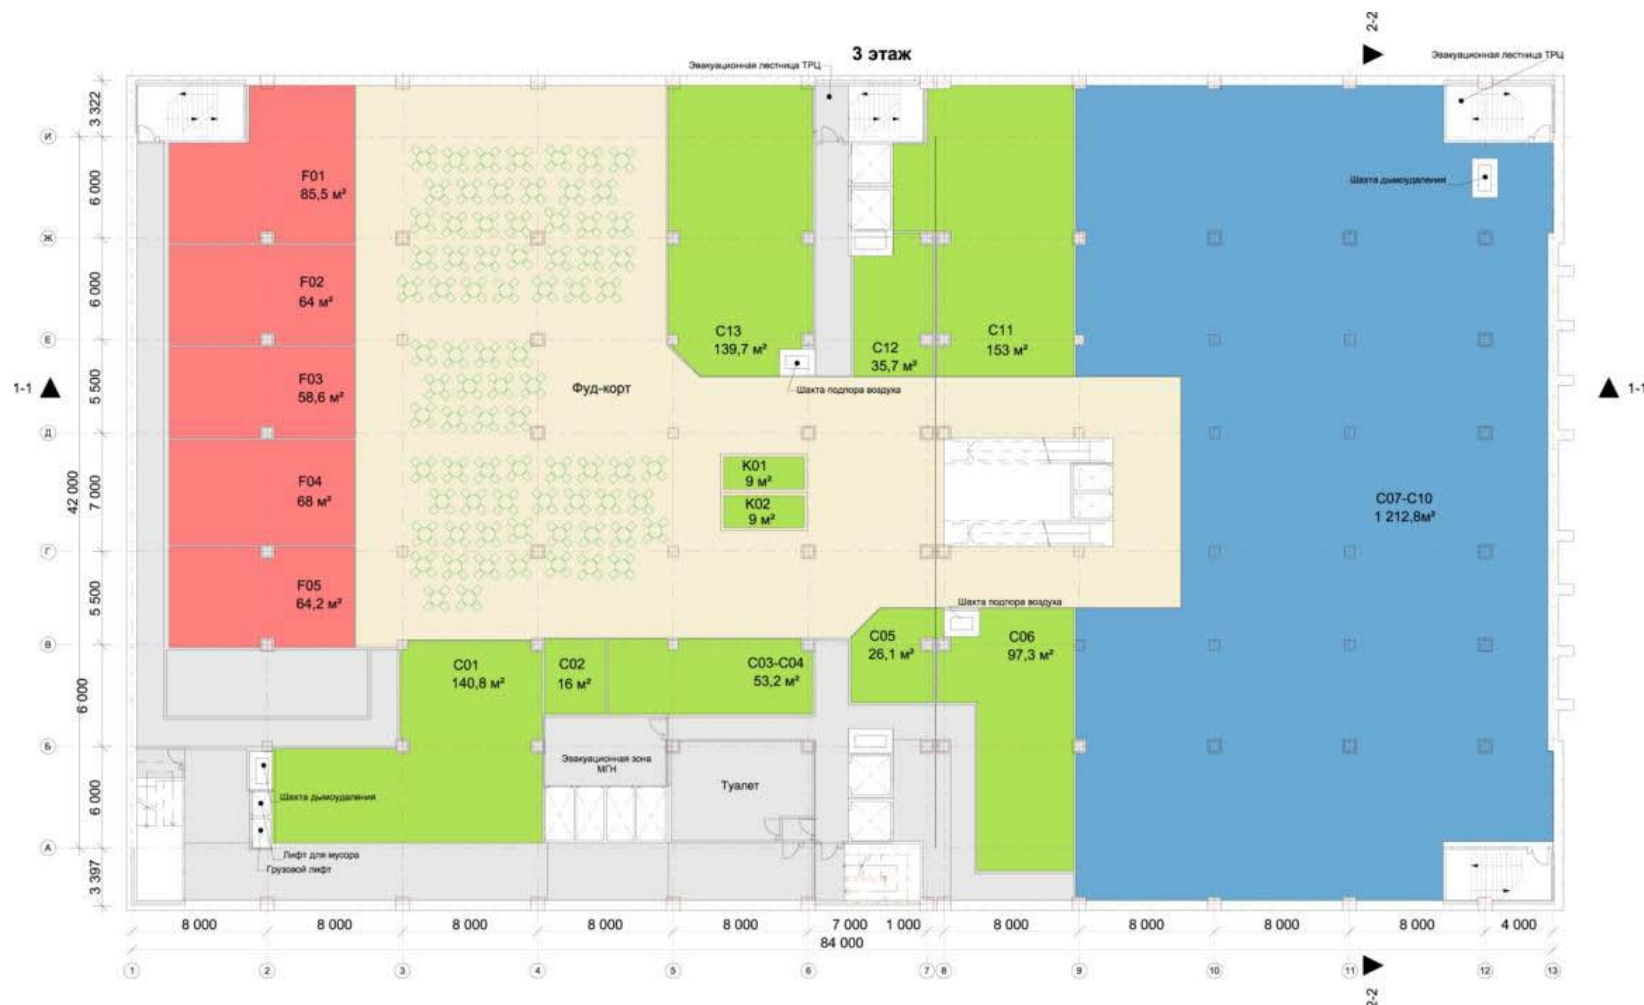 2-2
3 этаж
Эвакуационная лестница ТРЦ
Эвакуационная лестница ТРЦ
3 322
И
6 000
F01
85,5 м²
Шахта дымоудаления
Ж
6 000
F02
64 м²
Е
C13
139,7 м²
C12
35,7 м²
C11
153 м²
1-1
5 500
F03
58,6 м²
Фуд-корт
Шахта подпора воздуха
1-1
Д
42 000
7 000
F04
68 м²
K01
9 м²
K02
9 м²
C07-C10
1 212,8м²
Г
5 500
F05
64,2 м²
Шахта подпора воздуха
В
C05
26,1 м²
C06
97,3 м²
C01
140,8 м²
C02
16 м²
C03-C04
53,2 м²
6 000
Б
Эвакуационная зона
МГН
Туалет
6 000
Шахта дымоудаления
А
Лифт для мусора
Грузовой лифт
3 397
8 000
8 000
8 000
8 000
8 000
7 000
1 000
8 000
8 000
8 000
8 000
4 000
84 000
1
2
3
4
5
6
7
8
9
10
11
12
13
2-2